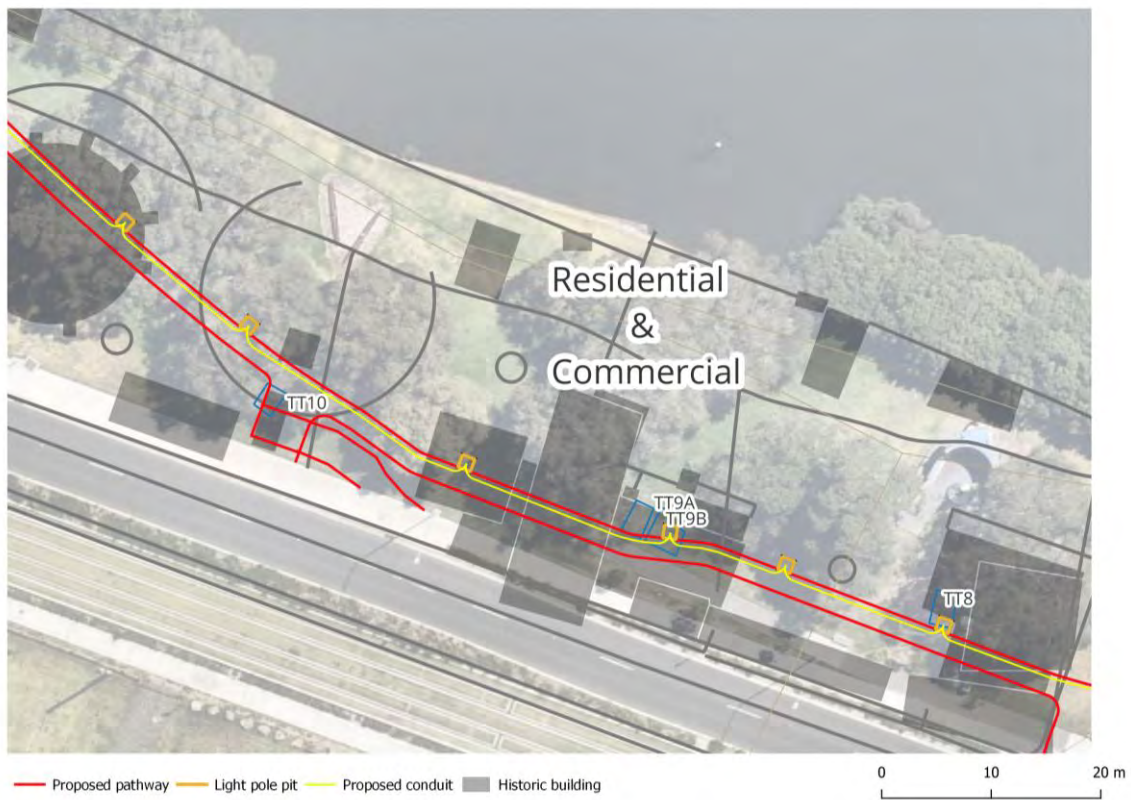 Residential
&
Commercial
TT10
TT9A
TT9B
TT8
Proposed pathway Light pole pit Proposed conduit Historic building
0 10 20 m